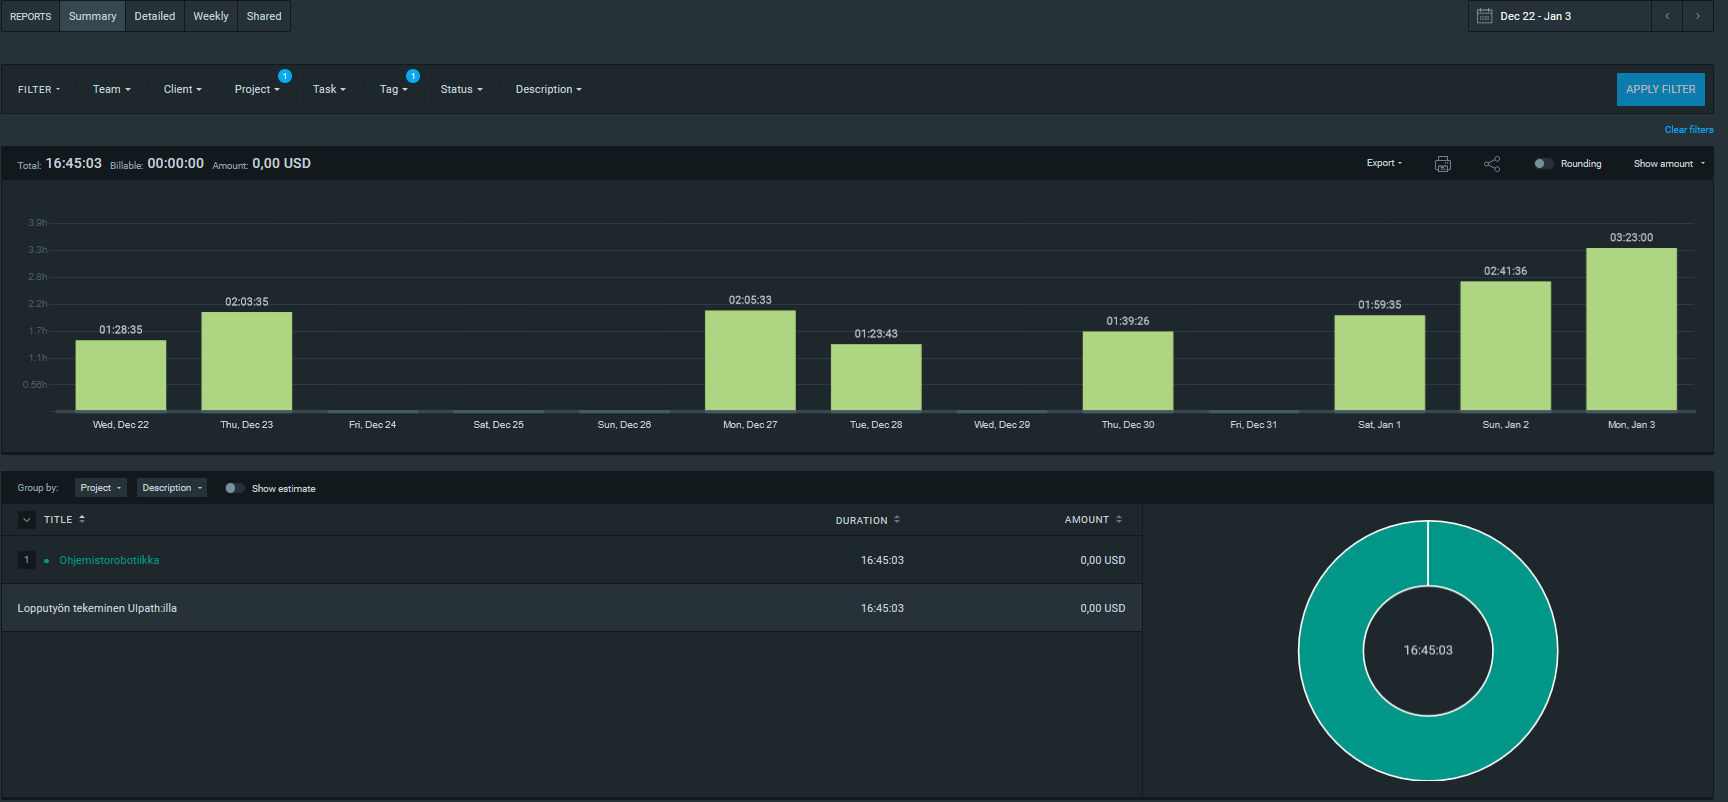 REPORTS Summary Detailed Weekly Shared
Dec 22 - Jan 3
FILTER Team Client Project 1 Task Tag 1 Status Description
APPLY FILTER
Clear filters
Total: 16:45:03 Billable: 00:00:00 Amount: 0,00 USD
Export Rounding Show amount
3.9h
3.3h
2.8h
2.2h
1.7h
1.1h
0.56h
01:28:35 02:03:35 02:05:33 01:23:43 01:39:26 01:59:35 02:41:36 03:23:00
Wed, Dec 22 Thu, Dec 23 Fri, Dec 24 Sat, Dec 25 Sun, Dec 26 Mon, Dec 27 Tue, Dec 28 Wed, Dec 29 Thu, Dec 30 Fri, Dec 31 Sat, Jan 1 Sun, Jan 2 Mon, Jan 3
Group by: Project Description Show estimate
TITLE DURATION AMOUNT
1 Ohjemistorobotiikka 16:45:03 0,00 USD
Lopputyön tekeminen UIpath:illa 16:45:03 0,00 USD
16:45:03